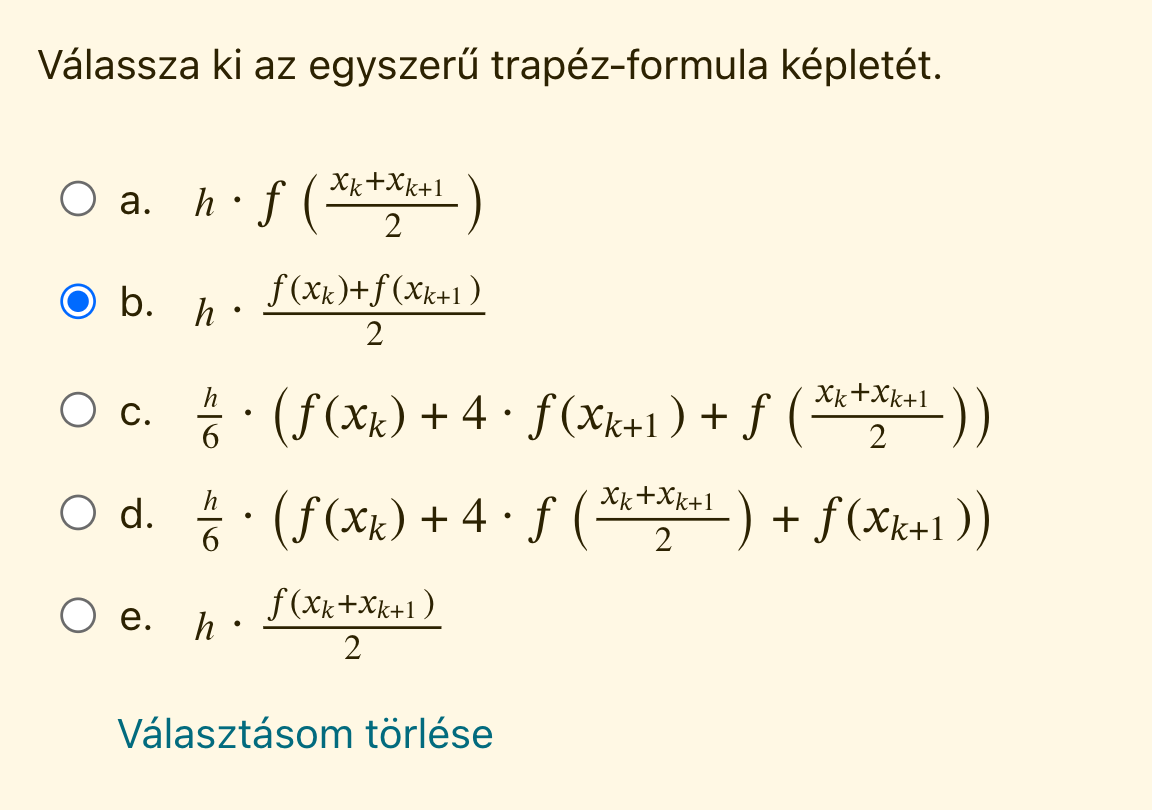 Válassza ki az egyszerű trapéz-formula képletét.
a. $h \cdot f\left(\frac{x_k+x_{k+1}}{2}\right)$
b. $h \cdot \frac{f(x_k)+f(x_{k+1})}{2}$
c. $\frac{h}{6} \cdot \left(f(x_k) + 4 \cdot f(x_{k+1}) + f\left(\frac{x_k+x_{k+1}}{2}\right)\right)$
d. $\frac{h}{6} \cdot \left(f(x_k) + 4 \cdot f\left(\frac{x_k+x_{k+1}}{2}\right) + f(x_{k+1})\right)$
e. $h \cdot \frac{f(x_k+x_{k+1})}{2}$
Választásom törlése